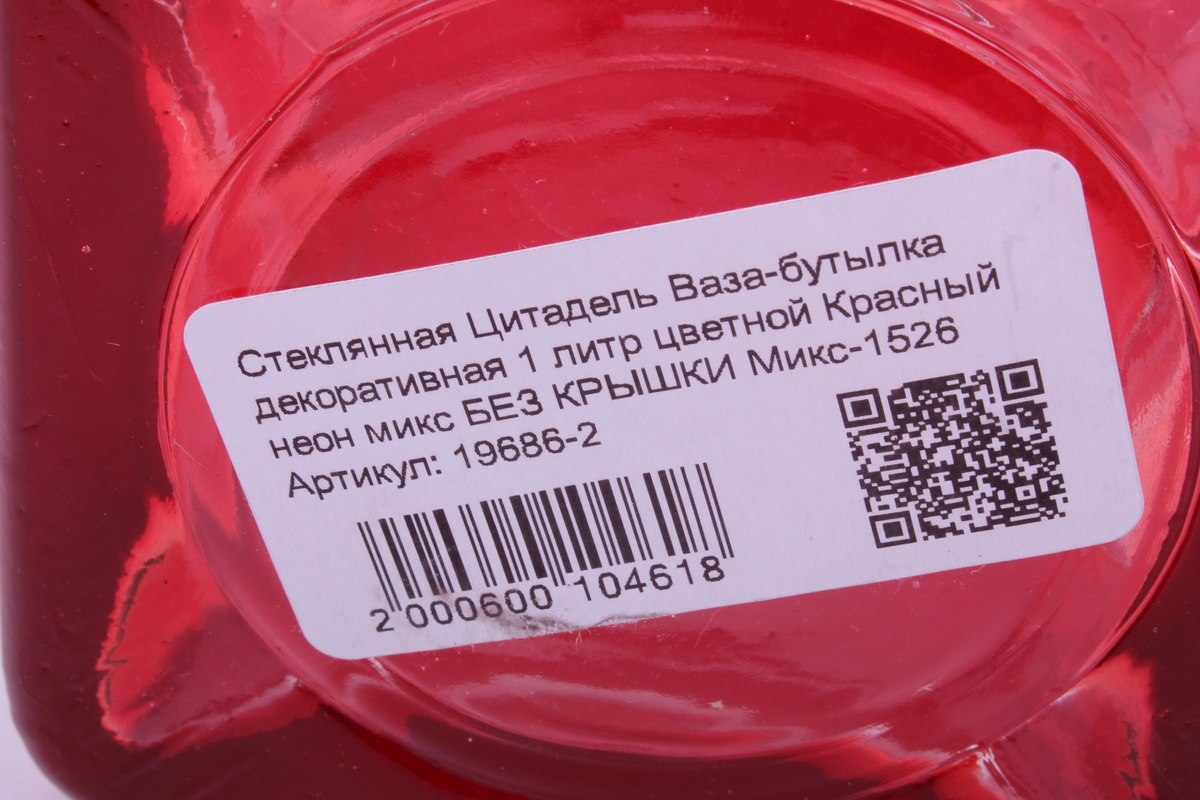 Стеклянная Цитадель Ваза-бутылка
декоративная 1 литр цветной Красный
неон микс БЕЗ КРЫШКИ Микс-1526
Артикул: 19686-2
2 000600 104618